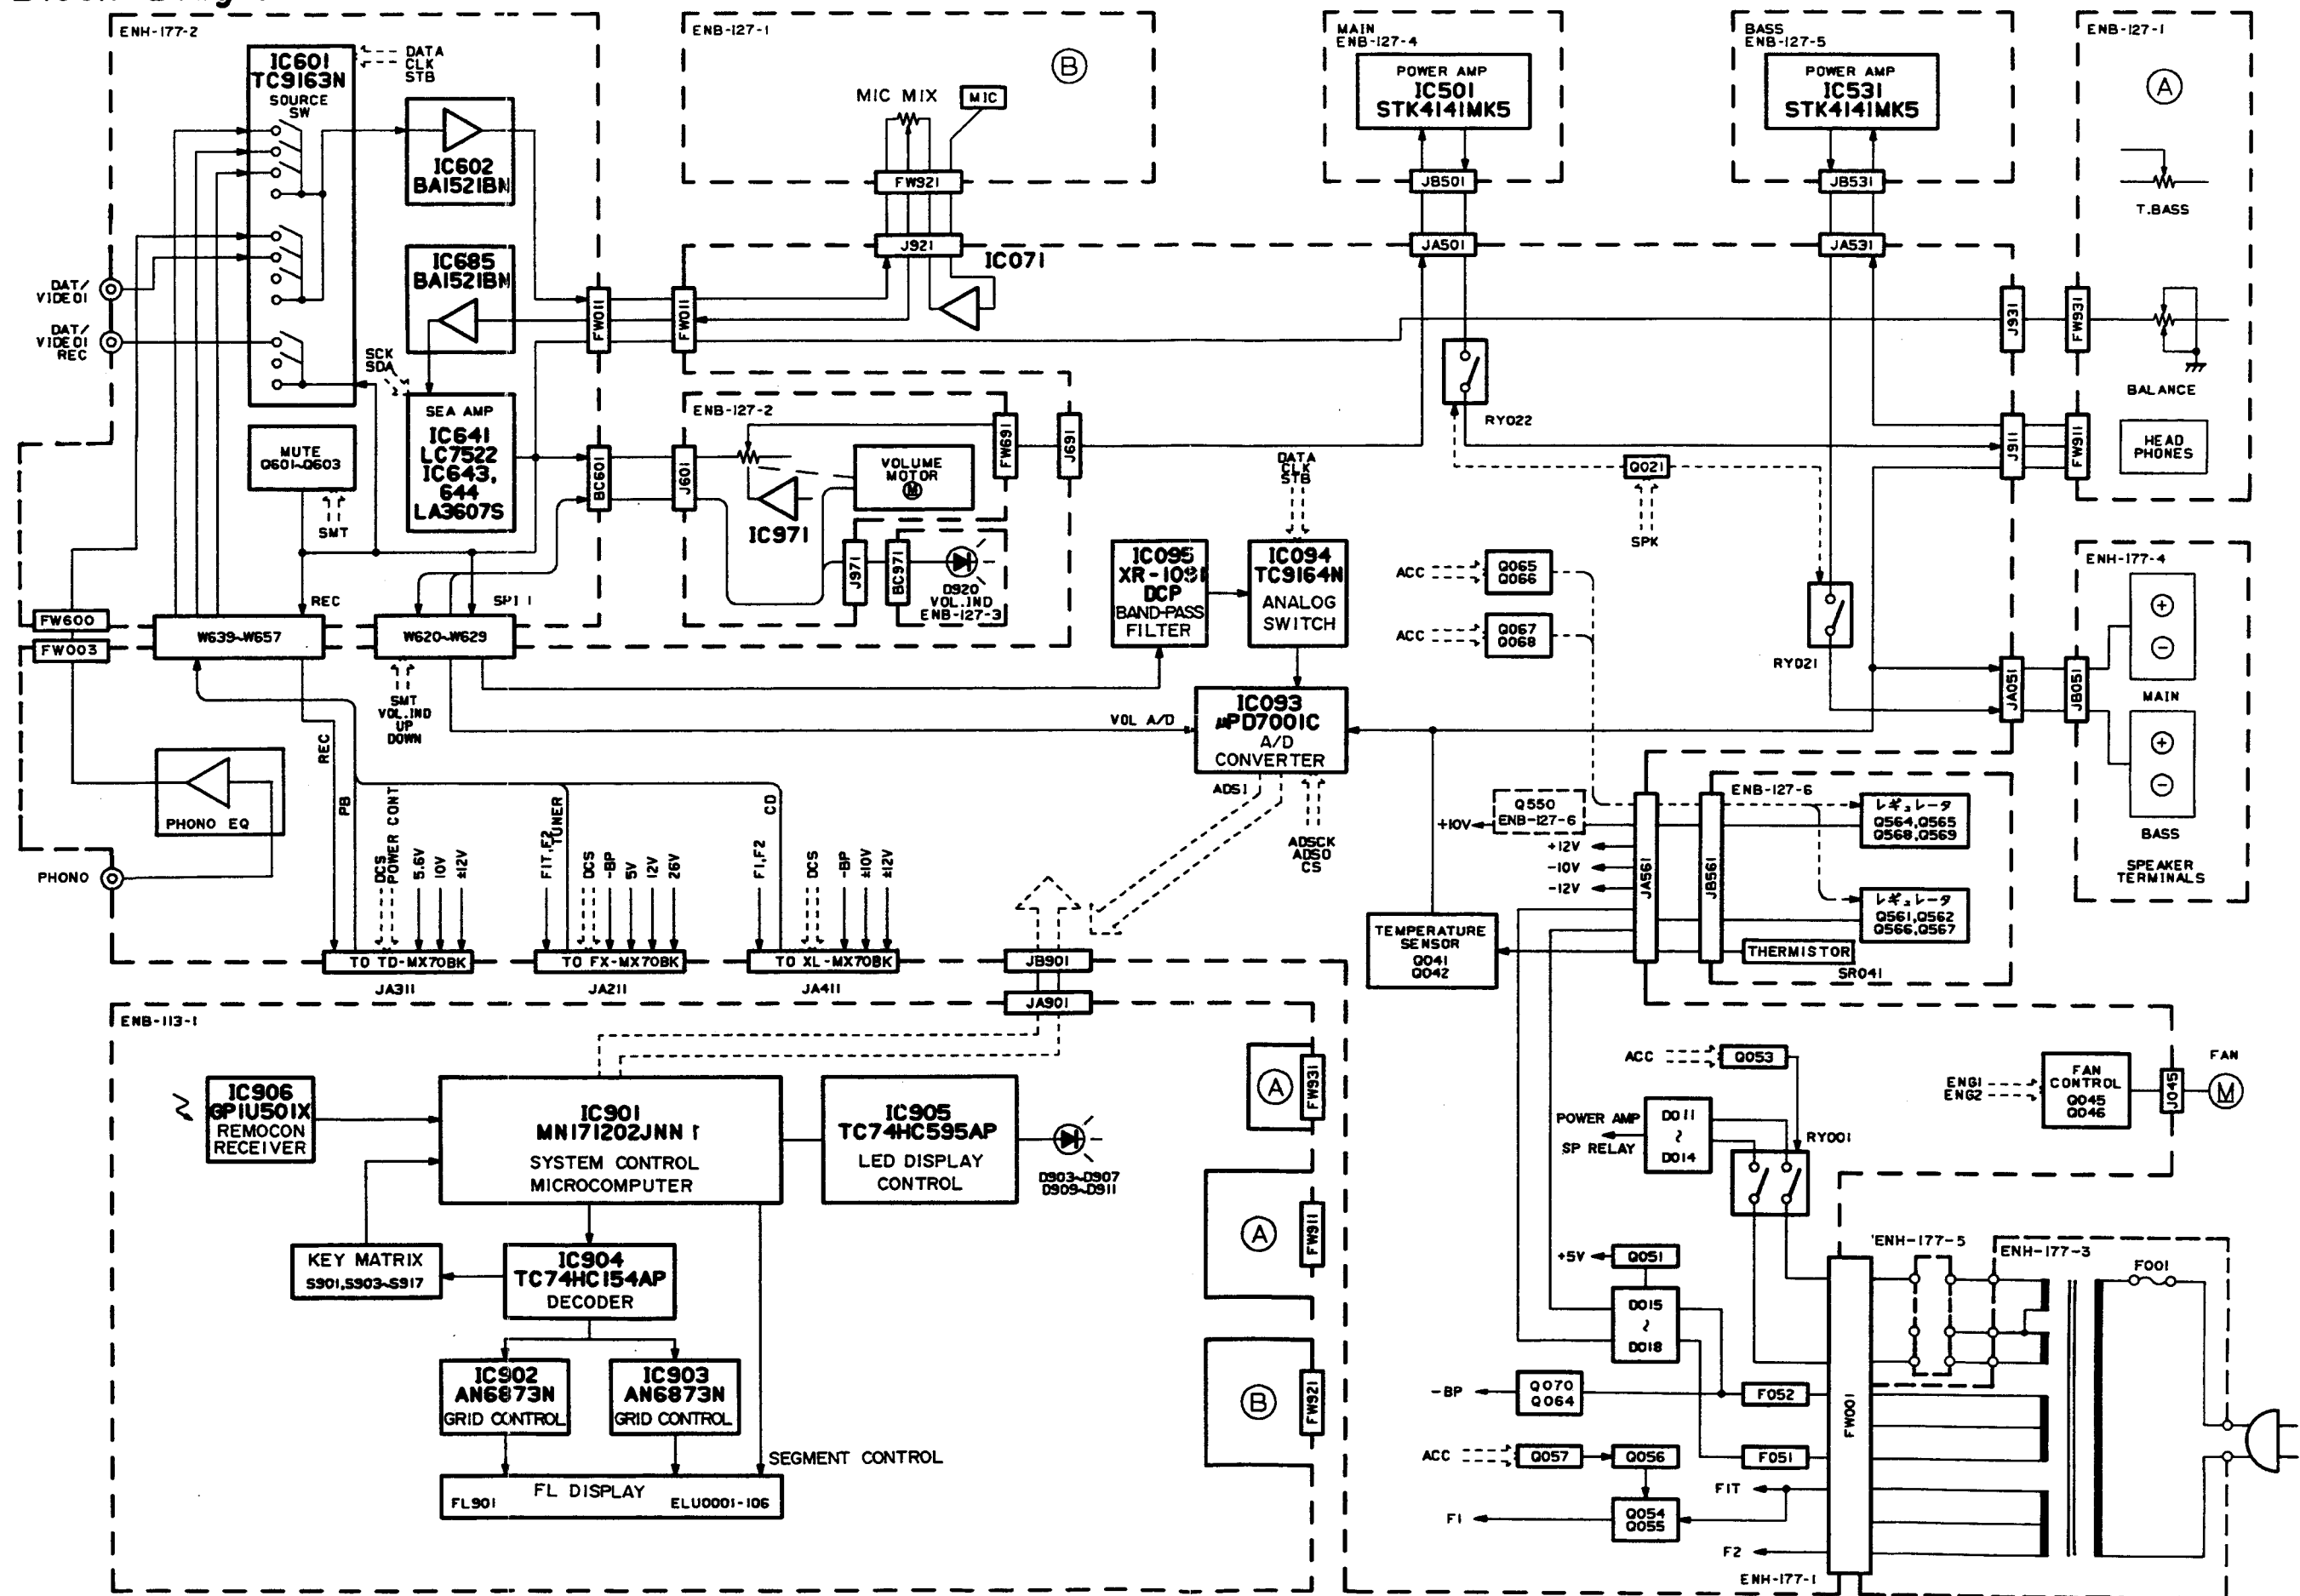 ENH-177-2
IC601
TC9163N
SOURCE
SW
DATA
CLK
STB
IC602
BA15218N
IC685
BA15218N
DAT/
VIDEO1
DAT/
VIDEO1
REC
SCK
SDA
SEA AMP
IC641
LC7522
IC643,
644
LA3607S
MUTE
Q601~Q603
SMT
REC
FW600
FW003
W639~W657
W620~W629
SMT
VOL.IND
UP
DOWN
FW011
BC601
ENB-127-1
B
MIC MIX
MIC
FW921
J921
IC071
FW011
ENB-127-2
J601
VOLUME
MOTOR
M
IC971
FW691
J691
J971
BC971
D920
VOL.IND
ENB-127-3
MAIN
ENB-127-4
POWER AMP
IC501
STK4141MK5
JB501
JA501
RY022
BASS
ENB-127-5
POWER AMP
IC531
STK4141MK5
JB531
JA531
ENB-127-1
A
T.BASS
J931
FW931
BALANCE
J911
FW911
HEAD
PHONES
Q021
SPK
DATA
CLK
STB
IC095
XR-1091
DCP
BAND-PASS
FILTER
IC094
TC9164N
ANALOG
SWITCH
ACC
Q065
Q066
ACC
Q067
Q068
RY021
ENH-177-4
MAIN
BASS
SPEAKER
TERMINALS
JA051
JB051
VOL A/D
IC093
μPD7001C
A/D
CONVERTER
ADS1
ADSCK
ADSO
CS
PHONO EQ
PHONO
REC
PB
DCS
POWER CONT
5.6V
10V
±12V
F1T,F2
TUNER
DCS
-BP
5V
12V
26V
F1,F2
CD
DCS
-BP
±10V
±12V
TO TD-MX70BK
JA311
TO FX-MX70BK
JA211
TO XL-MX70BK
JA411
JB901
JA901
Q550
ENB-127-6
+10V
+12V
-10V
-12V
JA561
JB561
ENB-127-6
レギュレータ
Q564,Q565
Q568,Q569
レギュレータ
Q561,Q562
Q566,Q567
THERMISTOR
SR041
TEMPERATURE
SENSOR
Q041
Q042
ENB-113-1
IC906
GP1U501X
REMOCON
RECEIVER
IC901
SYSTEM CONTROL
MICROCOMPUTER
IC905
TC74HC595AP
LED DISPLAY
CONTROL
D903~D907
D909~D911
KEY MATRIX
S901,S903~S917
IC904
TC74HC154AP
DECODER
IC902
AN6873N
GRID CONTROL
IC903
AN6873N
GRID CONTROL
SEGMENT CONTROL
FL DISPLAY
FL901
ELU0001-106
A
FW931
A
FW911
B
FW921
ACC
Q053
POWER AMP
SP RELAY
D011
~
D014
RY001
ENG1
ENG2
FAN
CONTROL
Q045
Q046
J045
FAN
M
+5V
Q051
D015
~
D018
-BP
Q070
Q064
F052
ACC
Q057
Q056
F051
F1T
F1
Q054
Q055
F2
FW001
ENH-177-5
ENH-177-3
F001
ENH-177-1